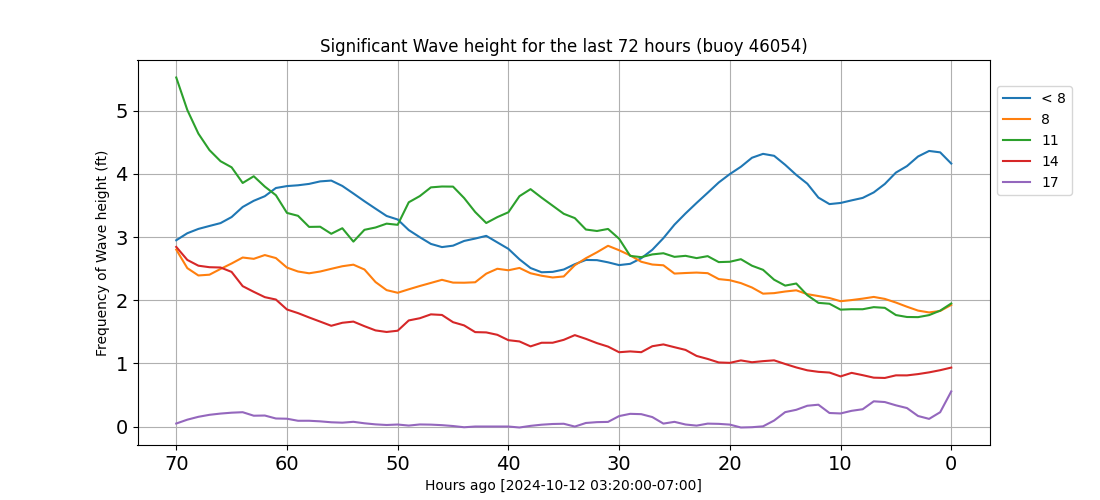 Significant Wave height for the last 72 hours (buoy 46054)
Frequency of Wave height (ft)
5
4
3
2
1
0
70 60 50 40 30 20 10 0
Hours ago [2024-10-12 03:20:00-07:00]
< 8
8
11
14
17